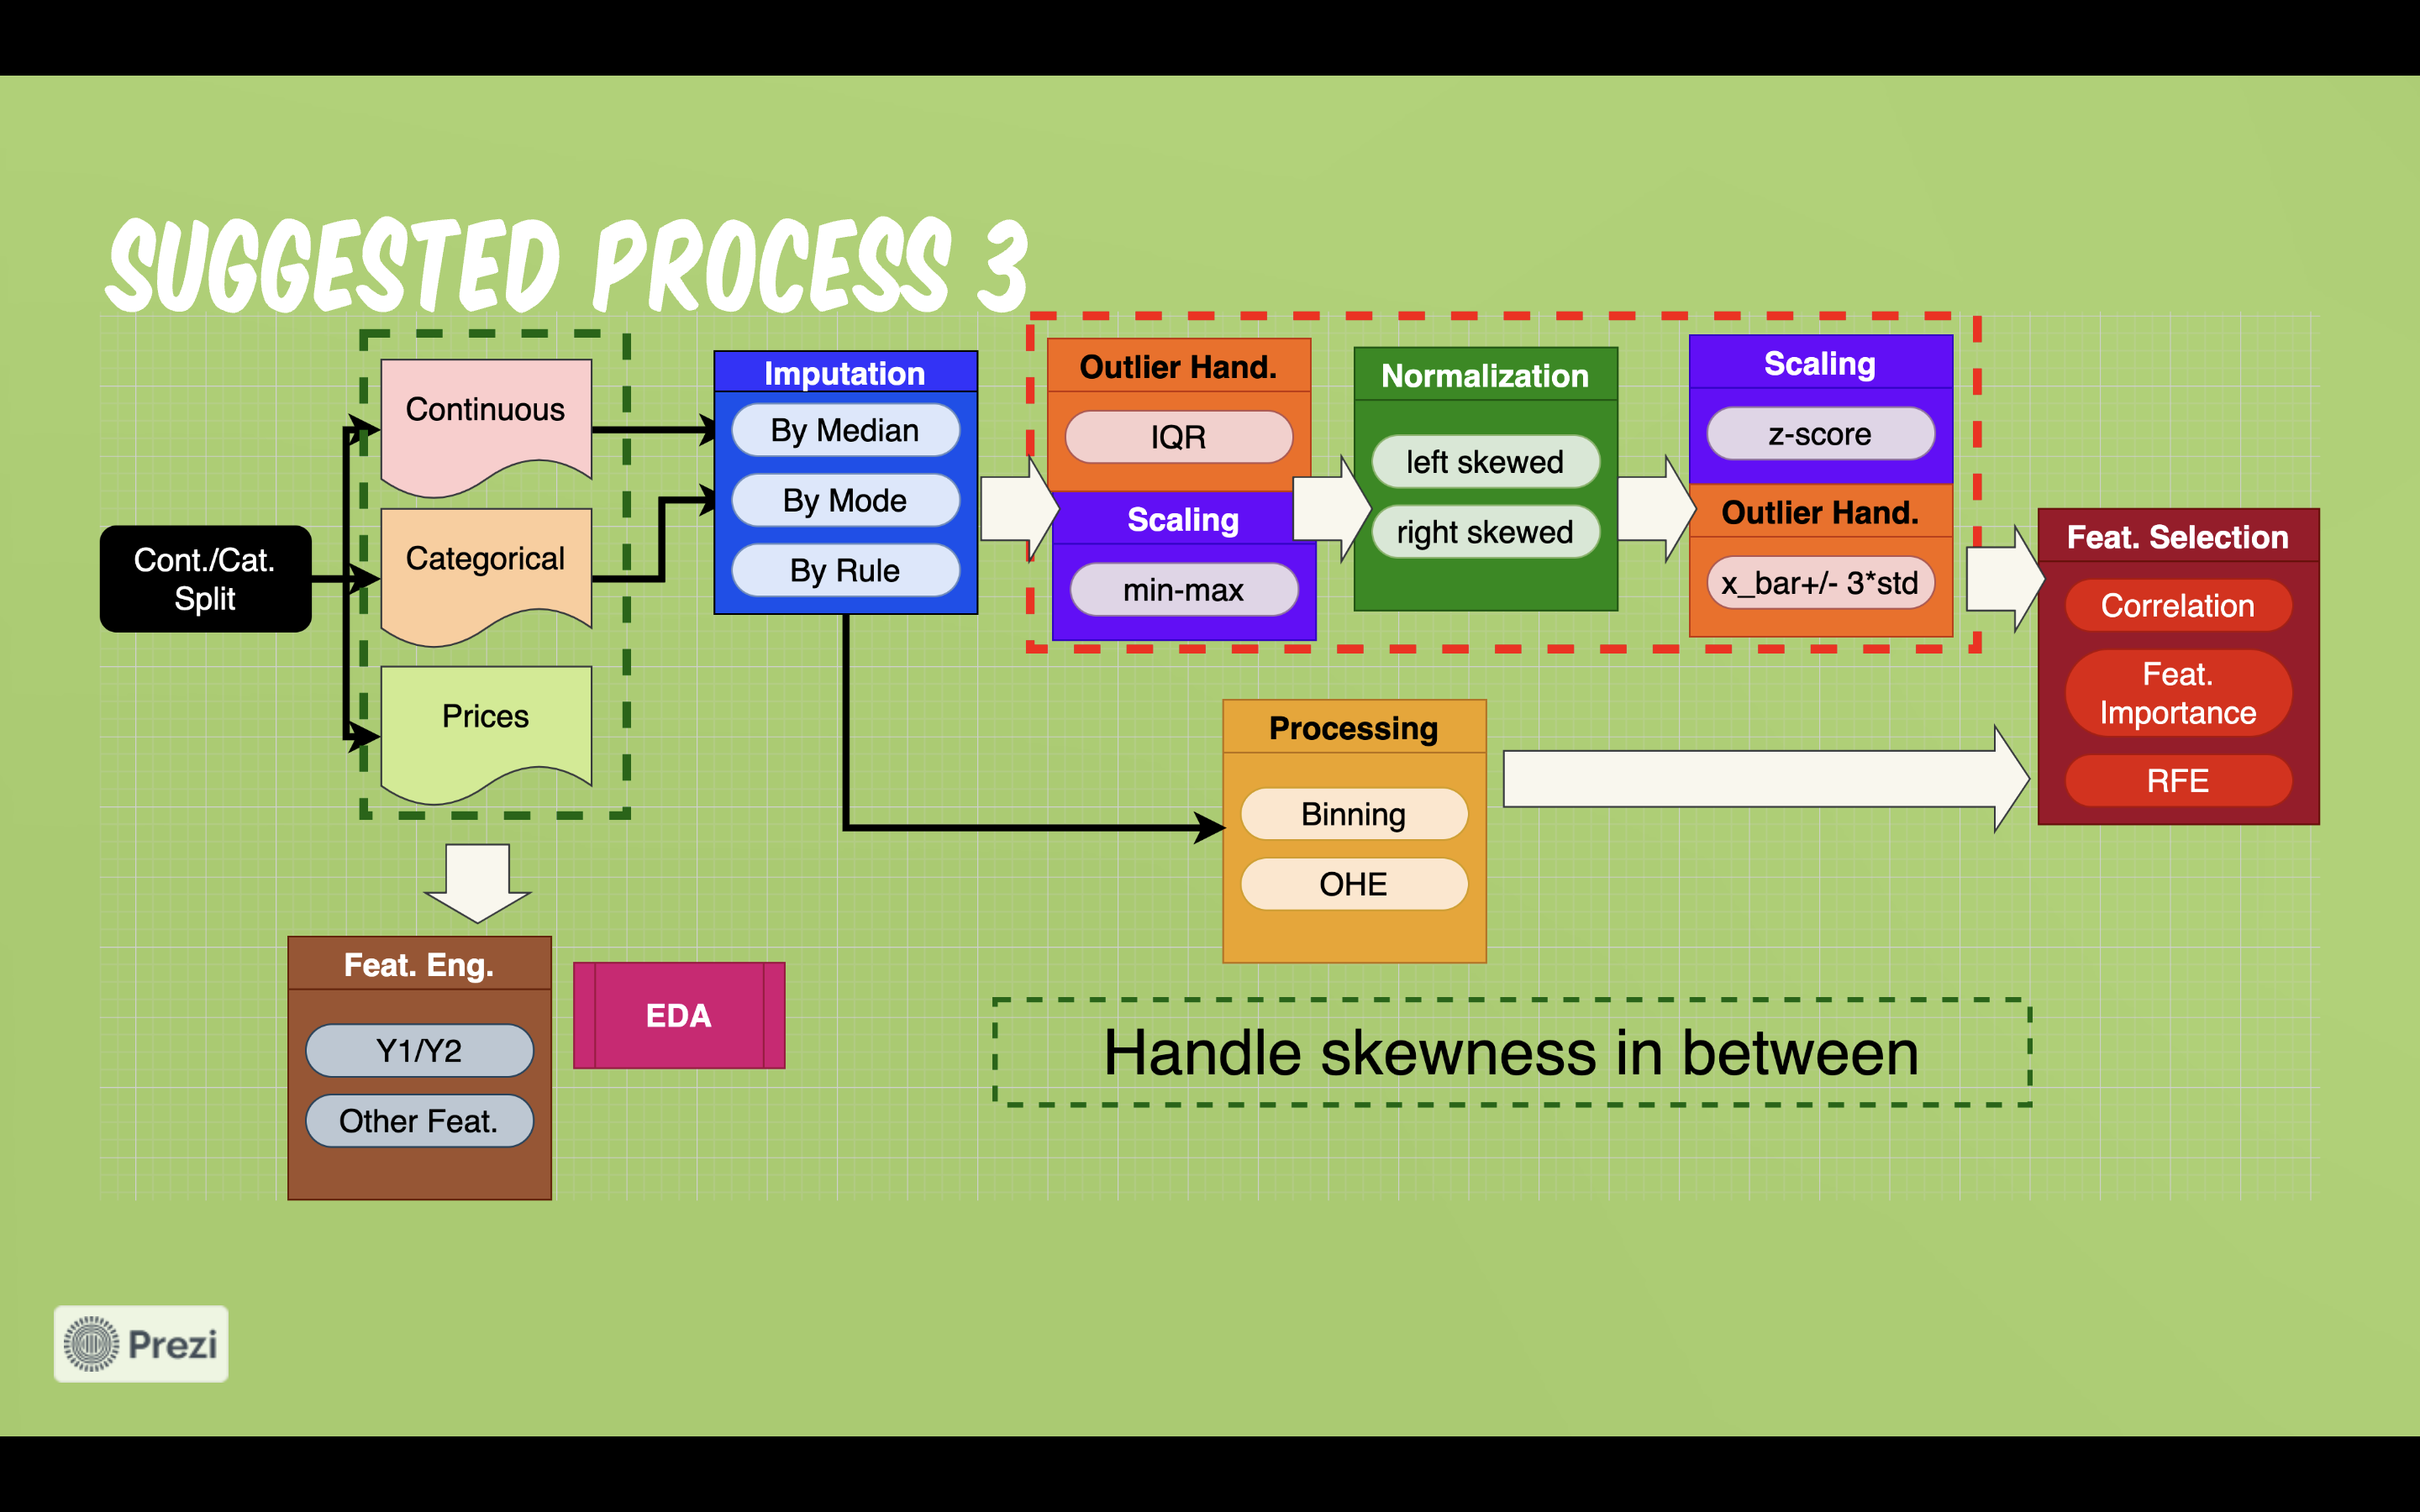 SUGGESTED PROCESS 3
Cont./Cat.
Split
Continuous
Categorical
Prices
Imputation
By Median
By Mode
By Rule
Outlier Hand.
IQR
Scaling
min-max
Normalization
left skewed
right skewed
Scaling
z-score
Outlier Hand.
x_bar+/- 3*std
Feat. Selection
Correlation
Feat.
Importance
RFE
Processing
Binning
OHE
Feat. Eng.
Y1/Y2
Other Feat.
EDA
Handle skewness in between
Prezi